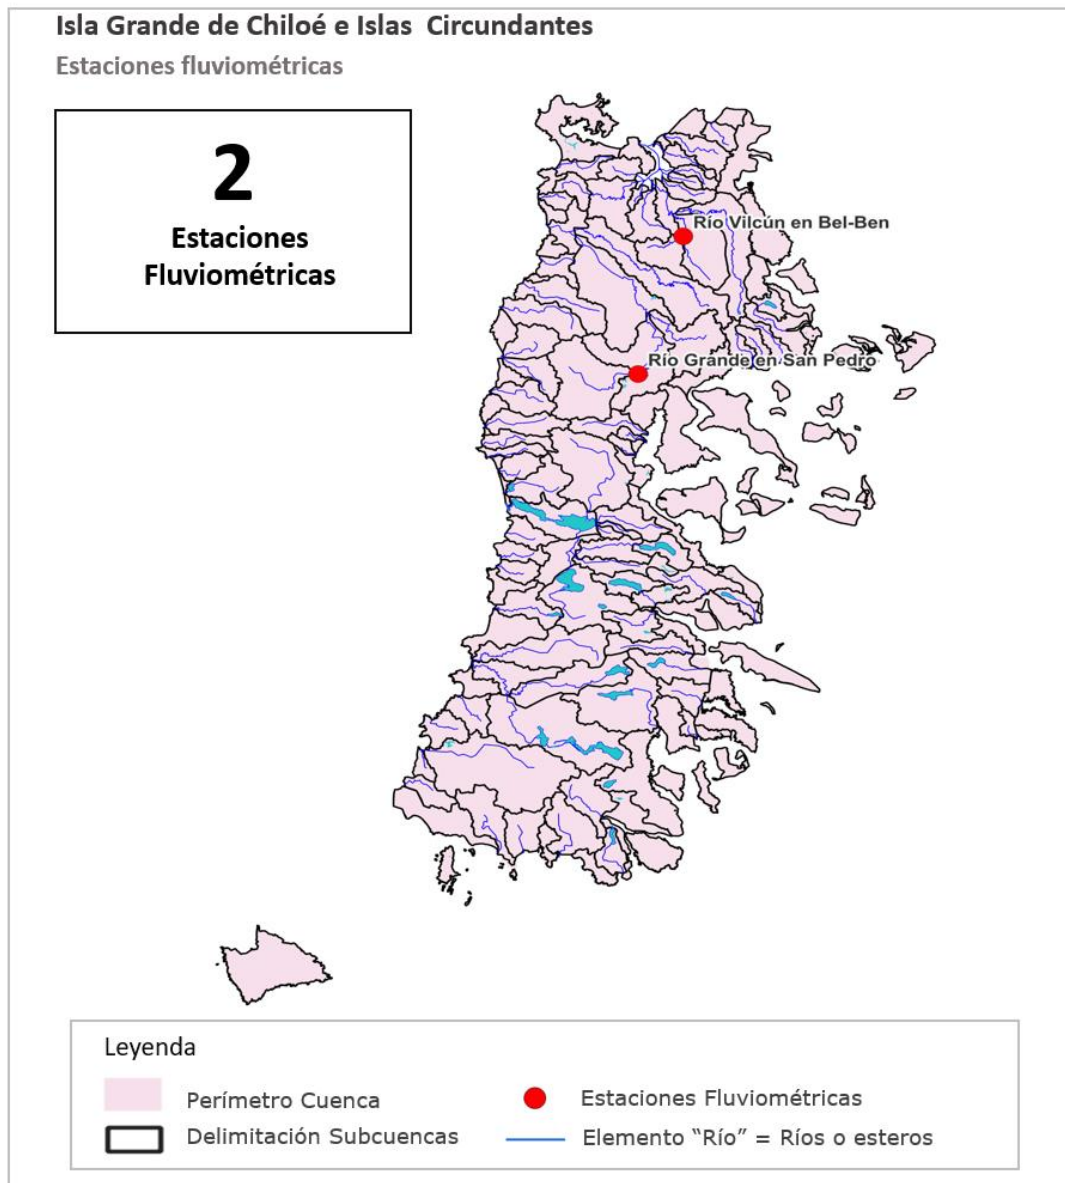 Isla Grande de Chiloé e Islas Circundantes
Estaciones fluviométricas
2
Estaciones
Fluviométricas
Río Vilcún en Bel-Ben
Río Grande en San Pedro
Leyenda
Perímetro Cuenca
Estaciones Fluviométricas
Delimitación Subcuencas
Elemento “Río” = Ríos o esteros